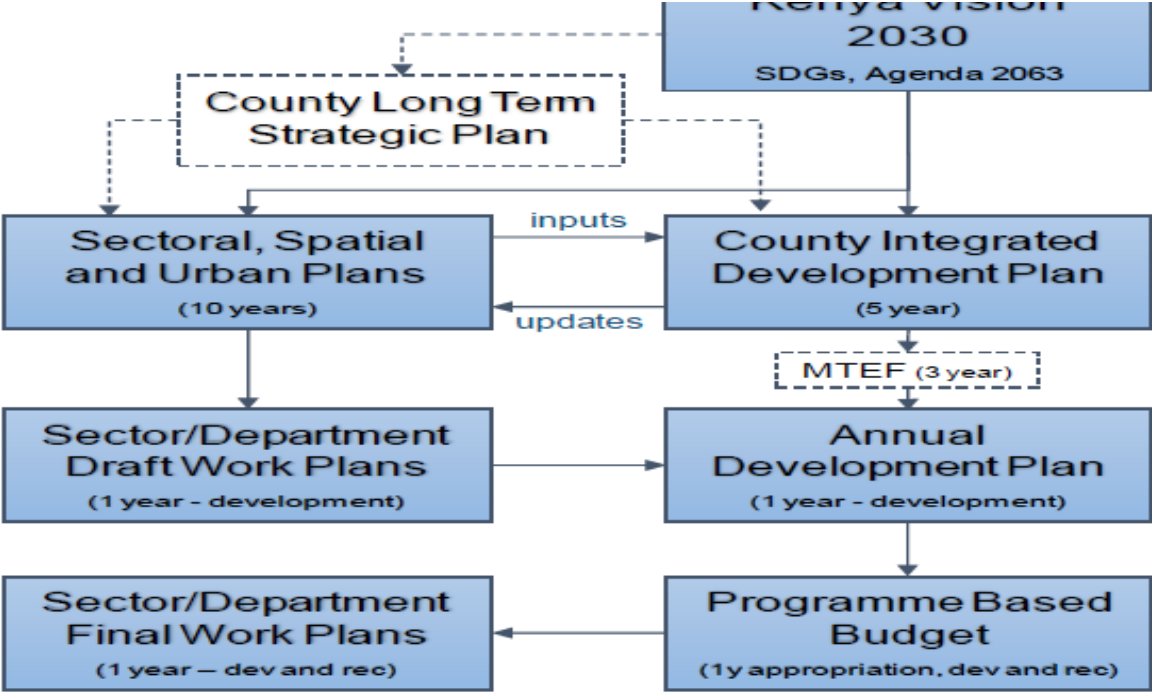 Kenya Vision
2030
SDGs, Agenda 2063
County Long Term
Strategic Plan
inputs
Sectoral, Spatial
and Urban Plans
(10 years)
County Integrated
Development Plan
(5 year)
updates
MTEF (3 year)
Sector/Department
Draft Work Plans
(1 year - development)
Annual
Development Plan
(1 year - development)
Sector/Department
Final Work Plans
(1 year – dev and rec)
Programme Based
Budget
(1y appropriation, dev and rec)